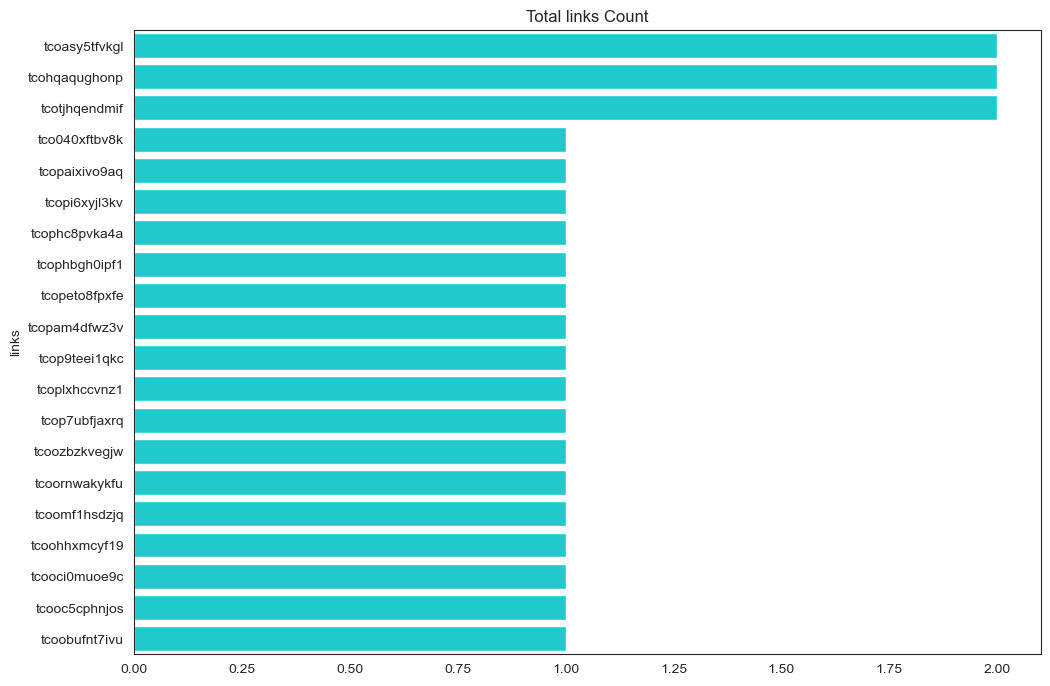 Total links Count
tcoasy5tfvkgl
tcohqaqughonp
tcotjhqendmif
tco040xftbv8k
tcopaixivo9aq
tcopi6xyjl3kv
tcophc8pvka4a
tcophbgh0ipf1
tcopeto8fpxfe
tcopam4dfwz3v
tcop9teei1qkc
tcoplxhccvnz1
tcop7ubfjaxrq
tcoozbzkvegjw
tcoornwakykfu
tcoomf1hsdzjq
tcoohhxmcyf19
tcooci0muoe9c
tcooc5cphnjos
tcoobufnt7ivu
links
0.00 0.25 0.50 0.75 1.00 1.25 1.50 1.75 2.00